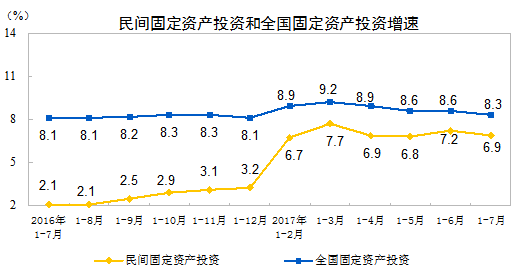 民间固定资产投资和全国固定资产投资增速
(%)
14
11
8
5
2
8.1 8.1 8.2 8.3 8.3 8.1 8.9 9.2 8.9 8.6 8.6 8.3
2.1 2.1 2.5 2.9 3.1 3.2 6.7 7.7 6.9 6.8 7.2 6.9
2016年 1-8月 1-9月 1-10月 1-11月 1-12月 2017年 1-3月 1-4月 1-5月 1-6月 1-7月
1-7月 1-2月
民间固定资产投资 全国固定资产投资